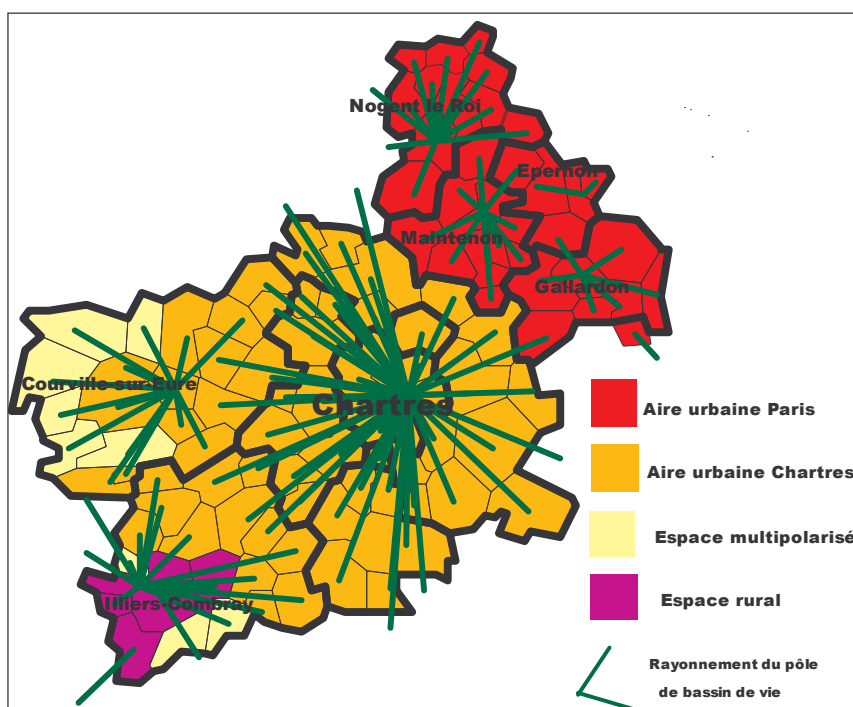 Nogent le Roi
Epernon
Maintenon
Gallardon
Courville-sur-Eure
Chartres
Illiers-Combray
Aire urbaine Paris
Aire urbaine Chartres
Espace multipolarisé
Espace rural
Rayonnement du pôle
de bassin de vie